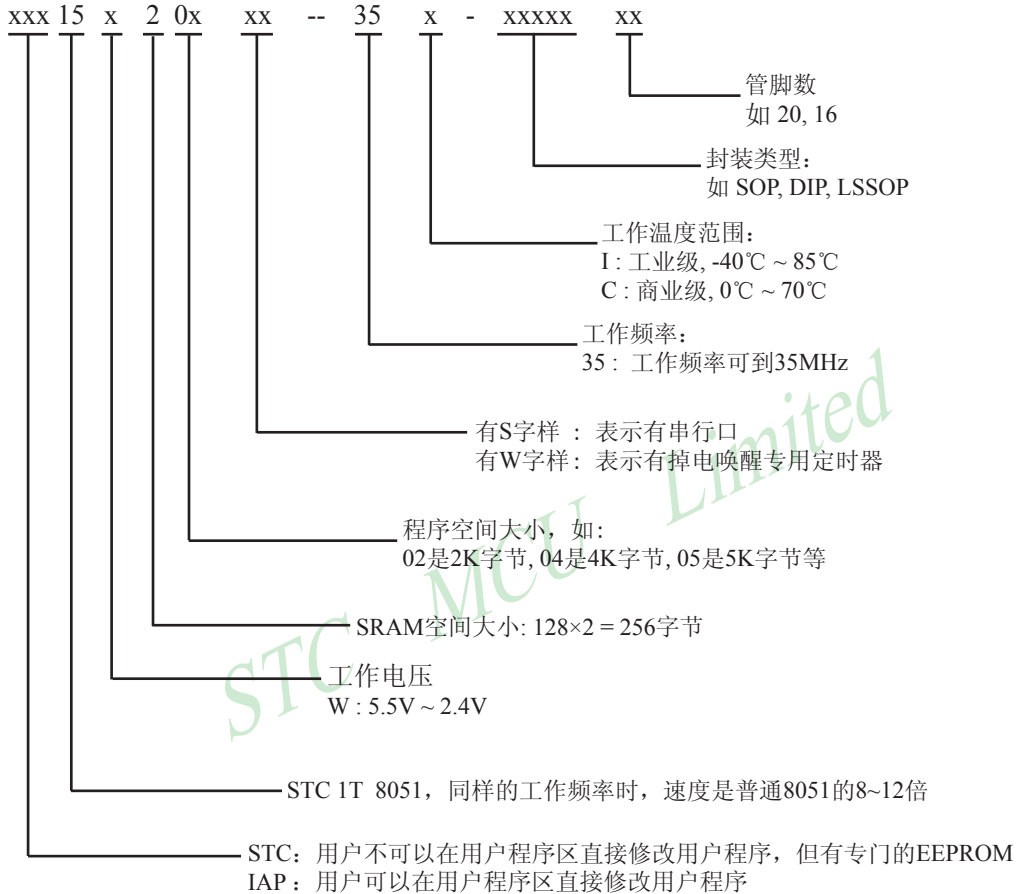 xxx 15 x 2 0x xx -- 35 x - xxxxx xx
管脚数
如 20, 16
封装类型：
如 SOP, DIP, LSSOP
工作温度范围：
I : 工业级, -40℃ ~ 85℃
C : 商业级, 0℃ ~ 70℃
工作频率：
35 : 工作频率可到35MHz
有S字样 : 表示有串行口
有W字样 : 表示有掉电唤醒专用定时器
程序空间大小，如:
02是2K字节, 04是4K字节, 05是5K字节等
SRAM空间大小: 128×2 = 256字节
工作电压
W : 5.5V ~ 2.4V
STC 1T 8051，同样的工作频率时，速度是普通8051的8~12倍
STC：用户不可以在用户程序区直接修改用户程序，但有专门的EEPROM
IAP：用户可以在用户程序区直接修改用户程序
STC MCU Limited